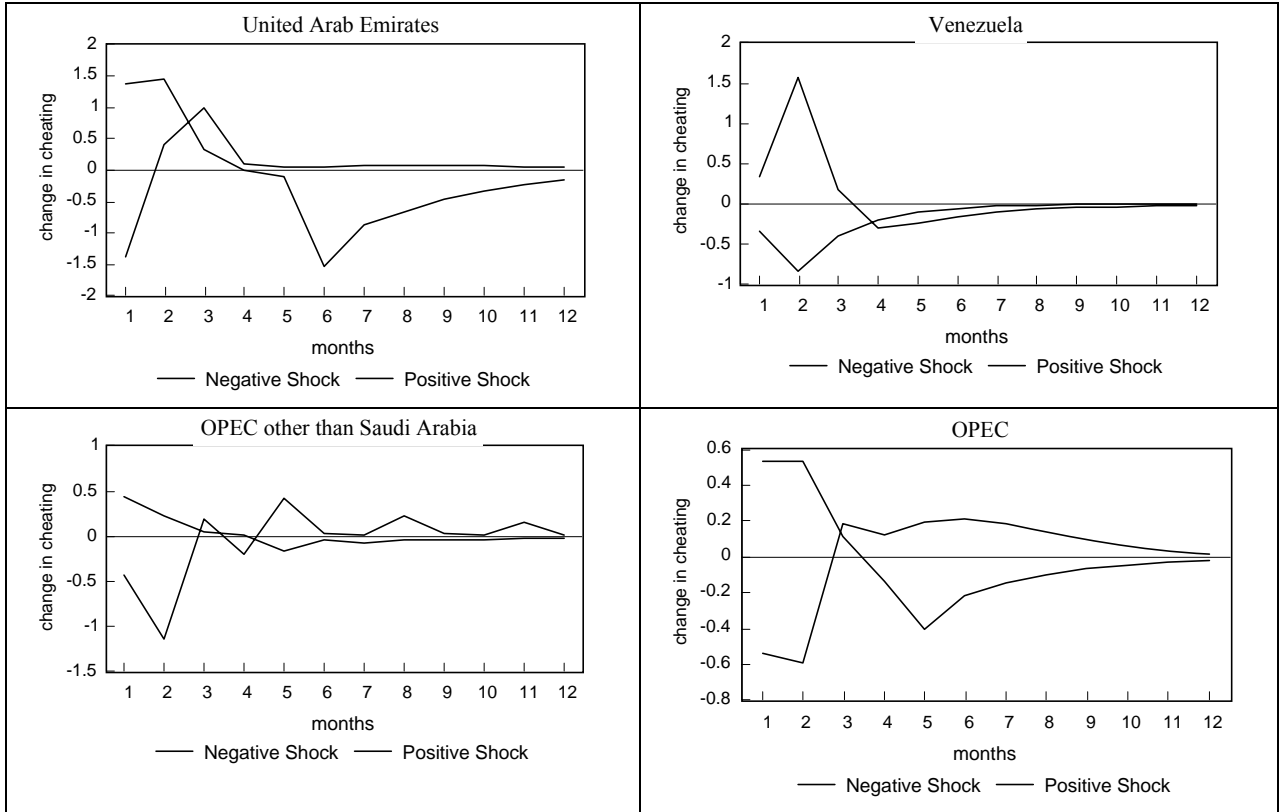 United Arab Emirates
2
1.5
1
0.5
0
-0.5
-1
-1.5
-2
change in cheating
1 2 3 4 5 6 7 8 9 10 11 12
months
Negative Shock Positive Shock
Venezuela
2
1.5
1
0.5
0
-0.5
-1
change in cheating
1 2 3 4 5 6 7 8 9 10 11 12
months
Negative Shock Positive Shock
OPEC other than Saudi Arabia
1
0.5
0
-0.5
-1
-1.5
change in cheating
1 2 3 4 5 6 7 8 9 10 11 12
months
Negative Shock Positive Shock
OPEC
0.6
0.4
0.2
0
-0.2
-0.4
-0.6
-0.8
change in cheating
1 2 3 4 5 6 7 8 9 10 11 12
months
Negative Shock Positive Shock